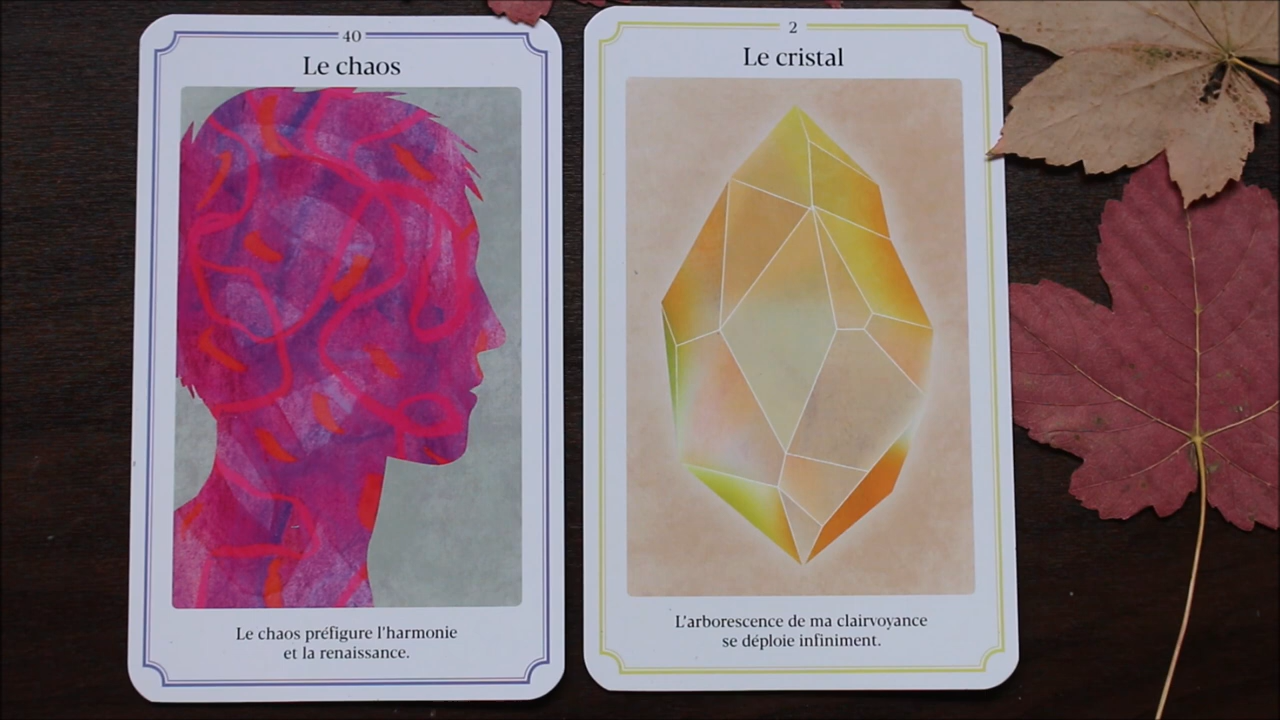 40
Le chaos
Le chaos préfigure l'harmonie
et la renaissance.
2
Le cristal
L'arborescence de ma clairvoyance
se déploie infiniment.